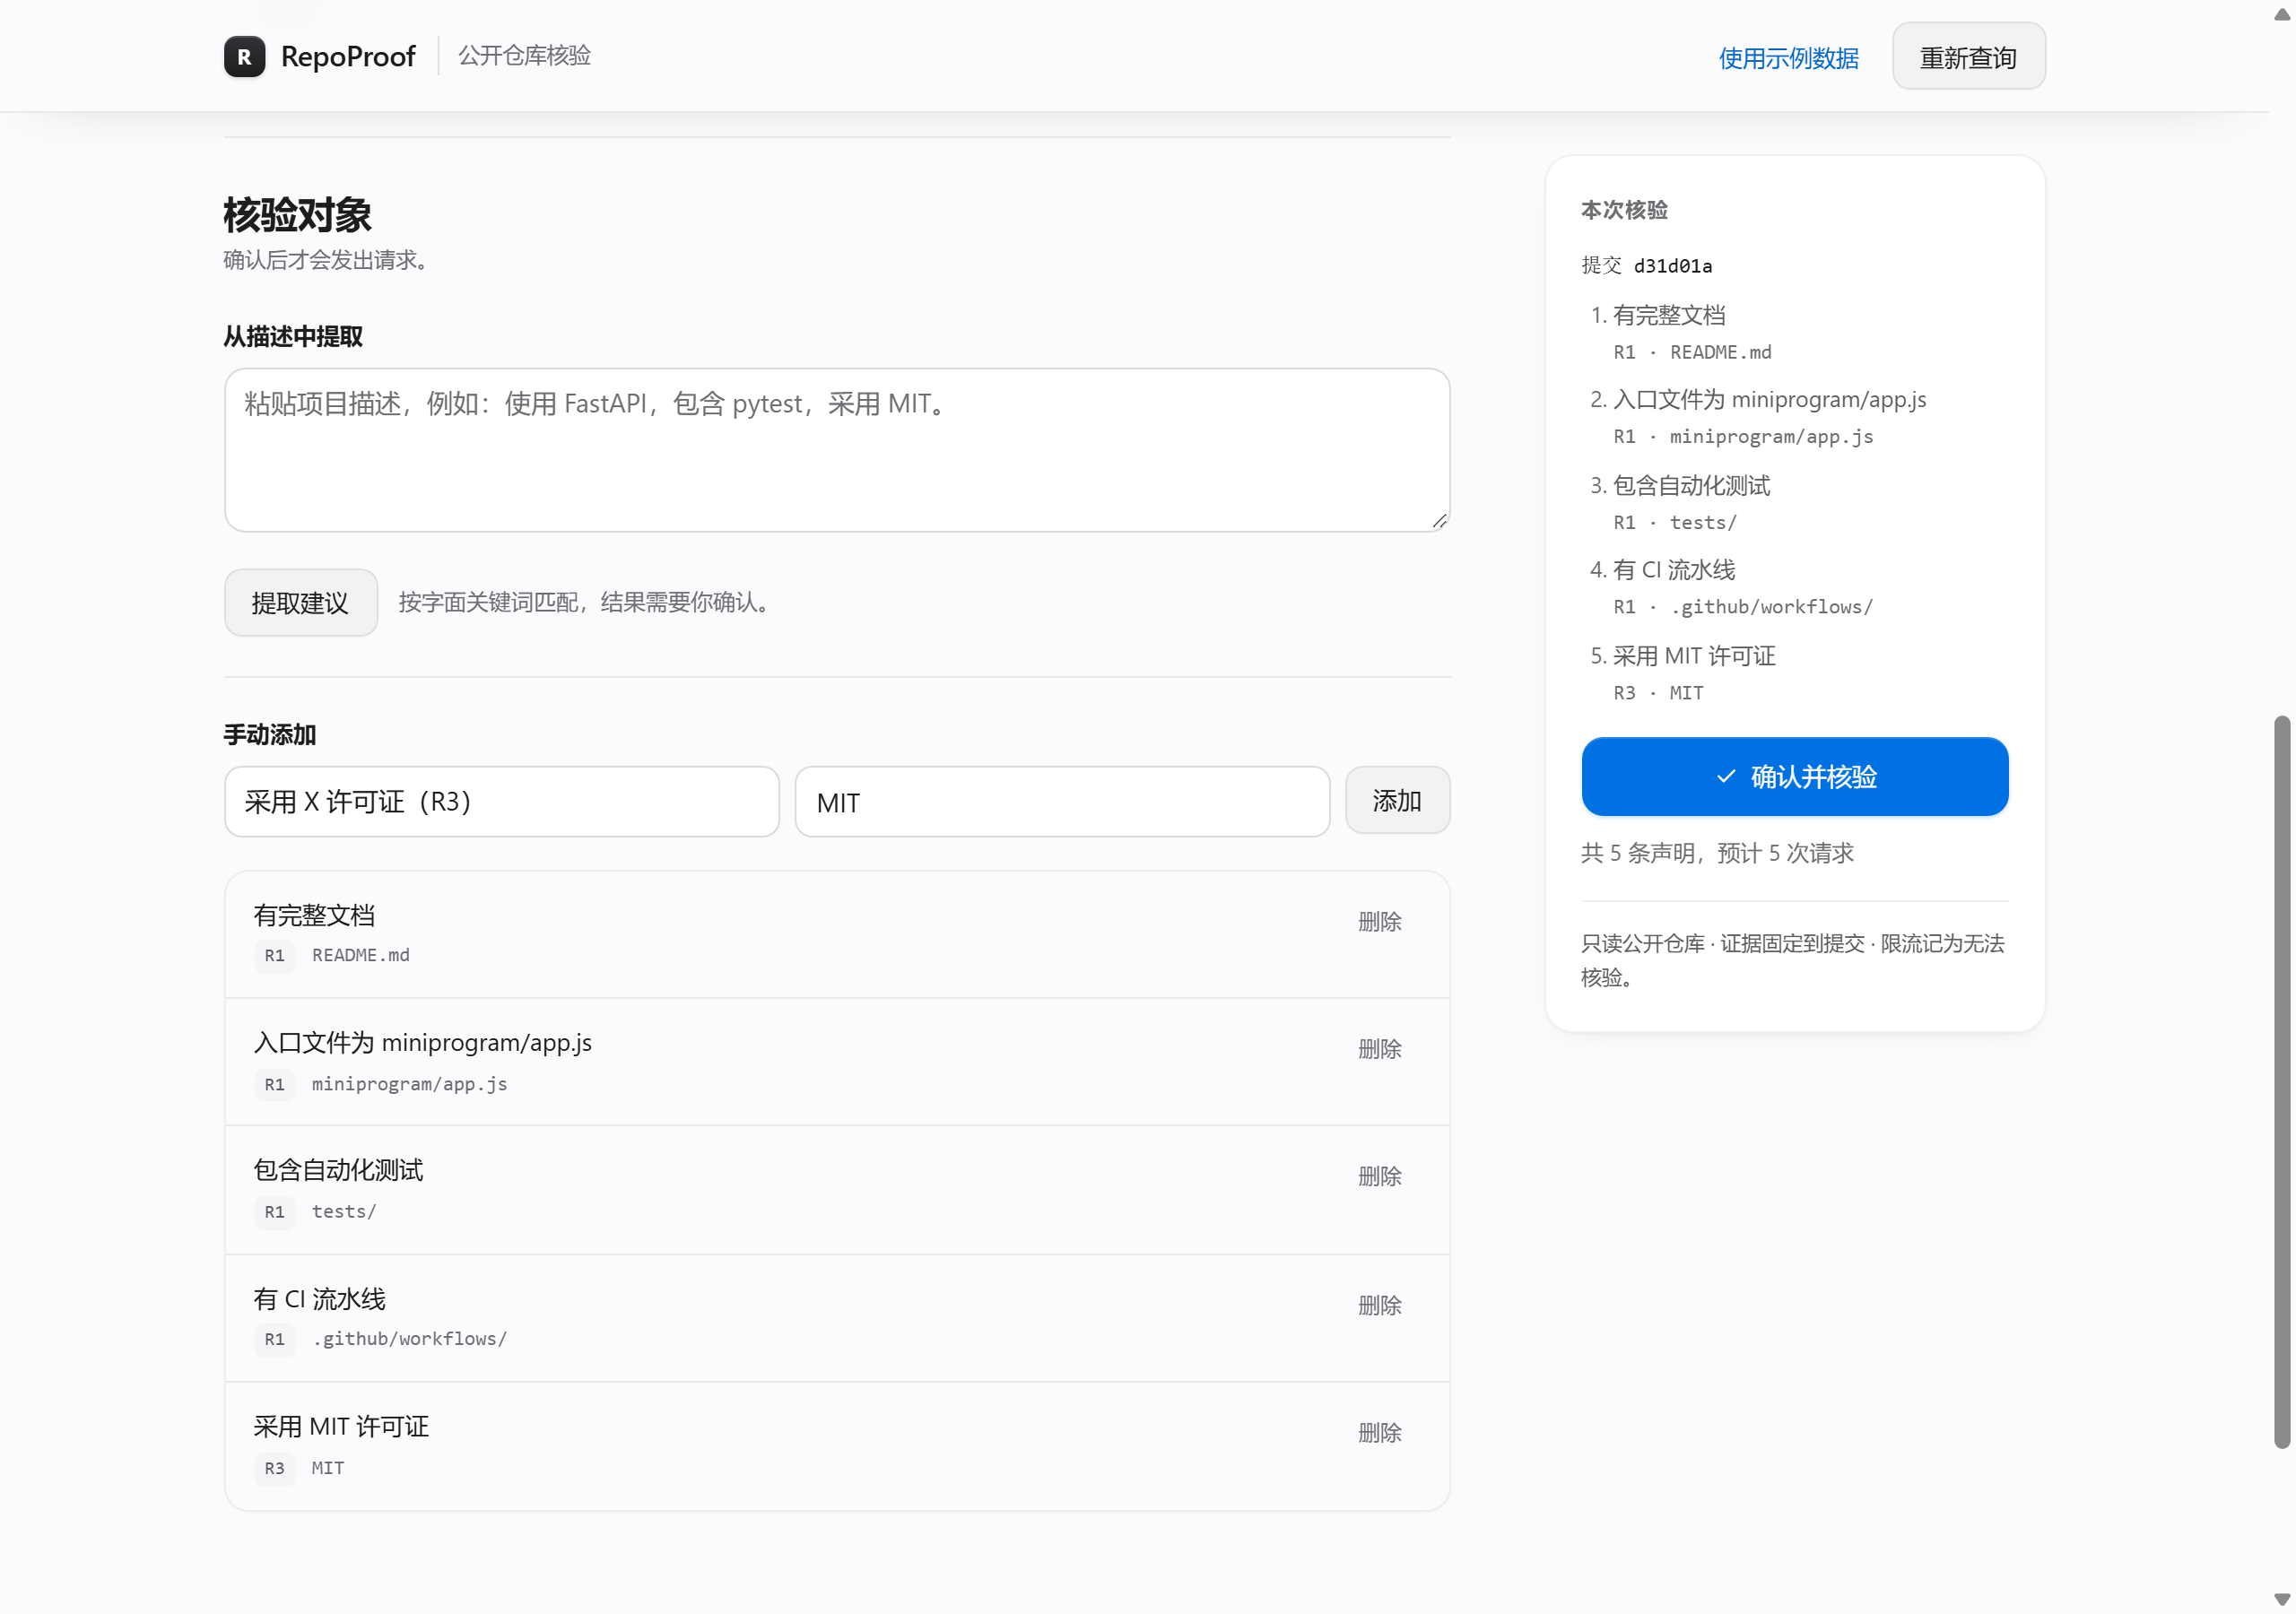 R RepoProof 公开仓库核验 使用示例数据 重新查询
核验对象
确认后才会发出请求。
从描述中提取
粘贴项目描述，例如：使用 FastAPI，包含 pytest，采用 MIT。
提取建议 按字面关键词匹配，结果需要你确认。
手动添加
采用 X 许可证（R3） MIT 添加
有完整文档 删除
R1 README.md
入口文件为 miniprogram/app.js 删除
R1 miniprogram/app.js
包含自动化测试 删除
R1 tests/
有 CI 流水线 删除
R1 .github/workflows/
采用 MIT 许可证 删除
R3 MIT
本次核验
提交 d31d01a
1. 有完整文档
R1 · README.md
2. 入口文件为 miniprogram/app.js
R1 · miniprogram/app.js
3. 包含自动化测试
R1 · tests/
4. 有 CI 流水线
R1 · .github/workflows/
5. 采用 MIT 许可证
R3 · MIT
确认并核验
共 5 条声明，预计 5 次请求
只读公开仓库 · 证据固定到提交 · 限流记为无法
核验。